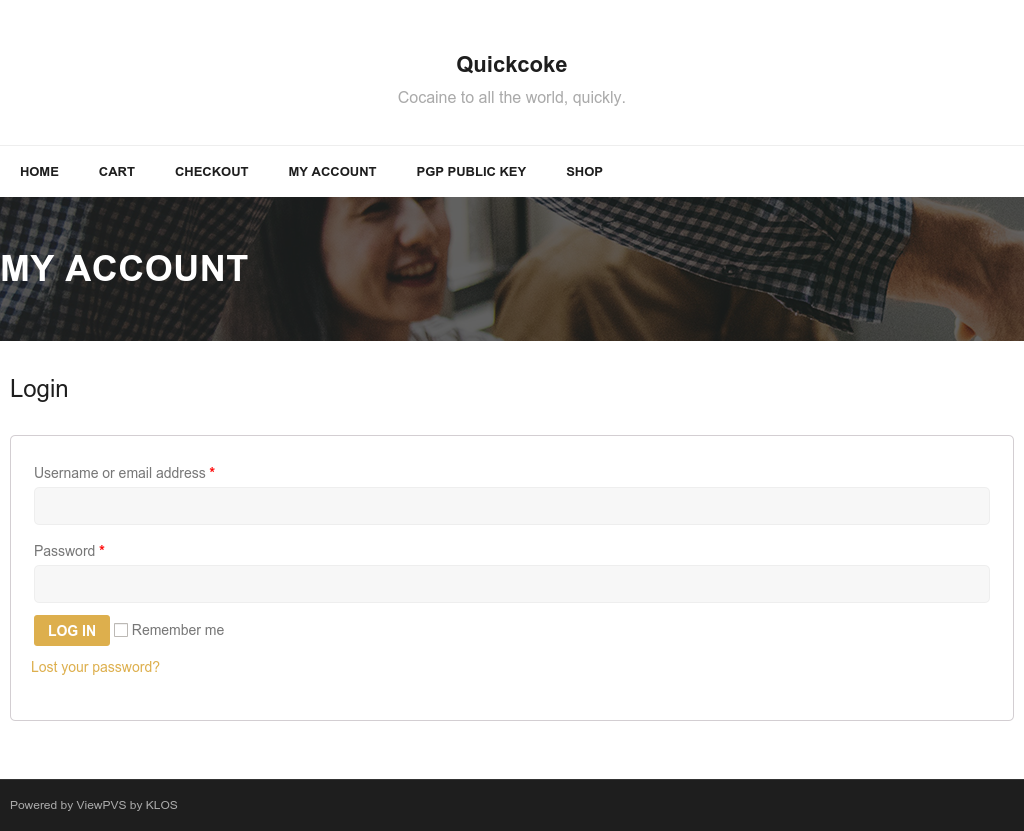 Quickcoke
Cocaine to all the world, quickly.
HOME CART CHECKOUT MY ACCOUNT PGP PUBLIC KEY SHOP
MY ACCOUNT
Login
Username or email address *
Password *
LOG IN Remember me
Lost your password?
Powered by ViewPVS by KLOS